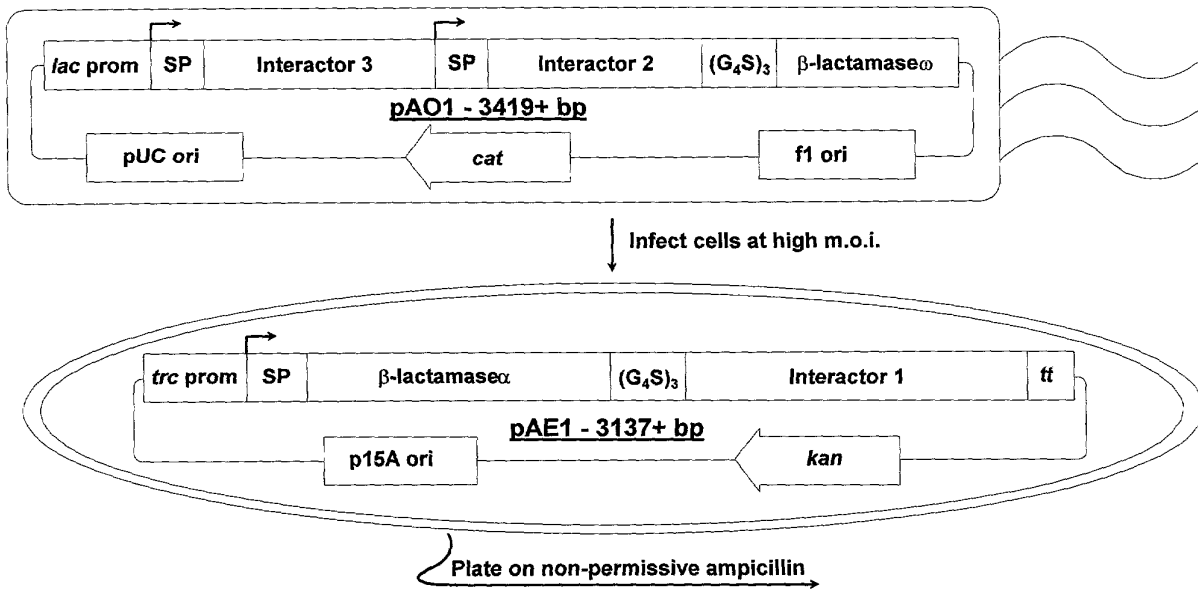 lac prom SP Interactor 3 SP Interactor 2 (G4S)3 β-lactamaseω
pAO1 - 3419+ bp
pUC ori cat f1 ori
Infect cells at high m.o.i.
trc prom SP β-lactamaseα (G4S)3 Interactor 1 tt
pAE1 - 3137+ bp
p15A ori kan
Plate on non-permissive ampicillin